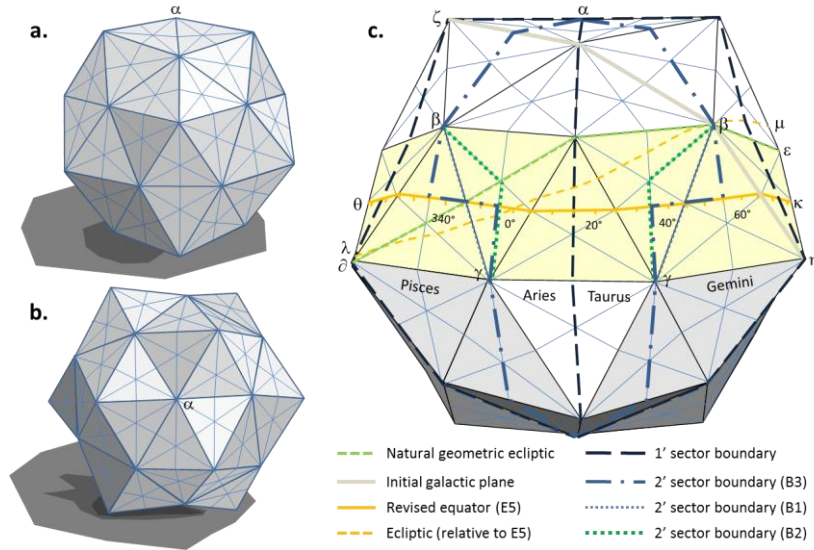 a.
α
b.
α
c.
ζ
α
β
β
μ
ε
θ
κ
340°
0°
20°
40°
60°
λ
∂
η
γ
γ
Pisces
Aries
Taurus
Gemini
Natural geometric ecliptic
Initial galactic plane
Revised equator (E5)
Ecliptic (relative to E5)
1’ sector boundary
2’ sector boundary (B3)
2’ sector boundary (B1)
2’ sector boundary (B2)